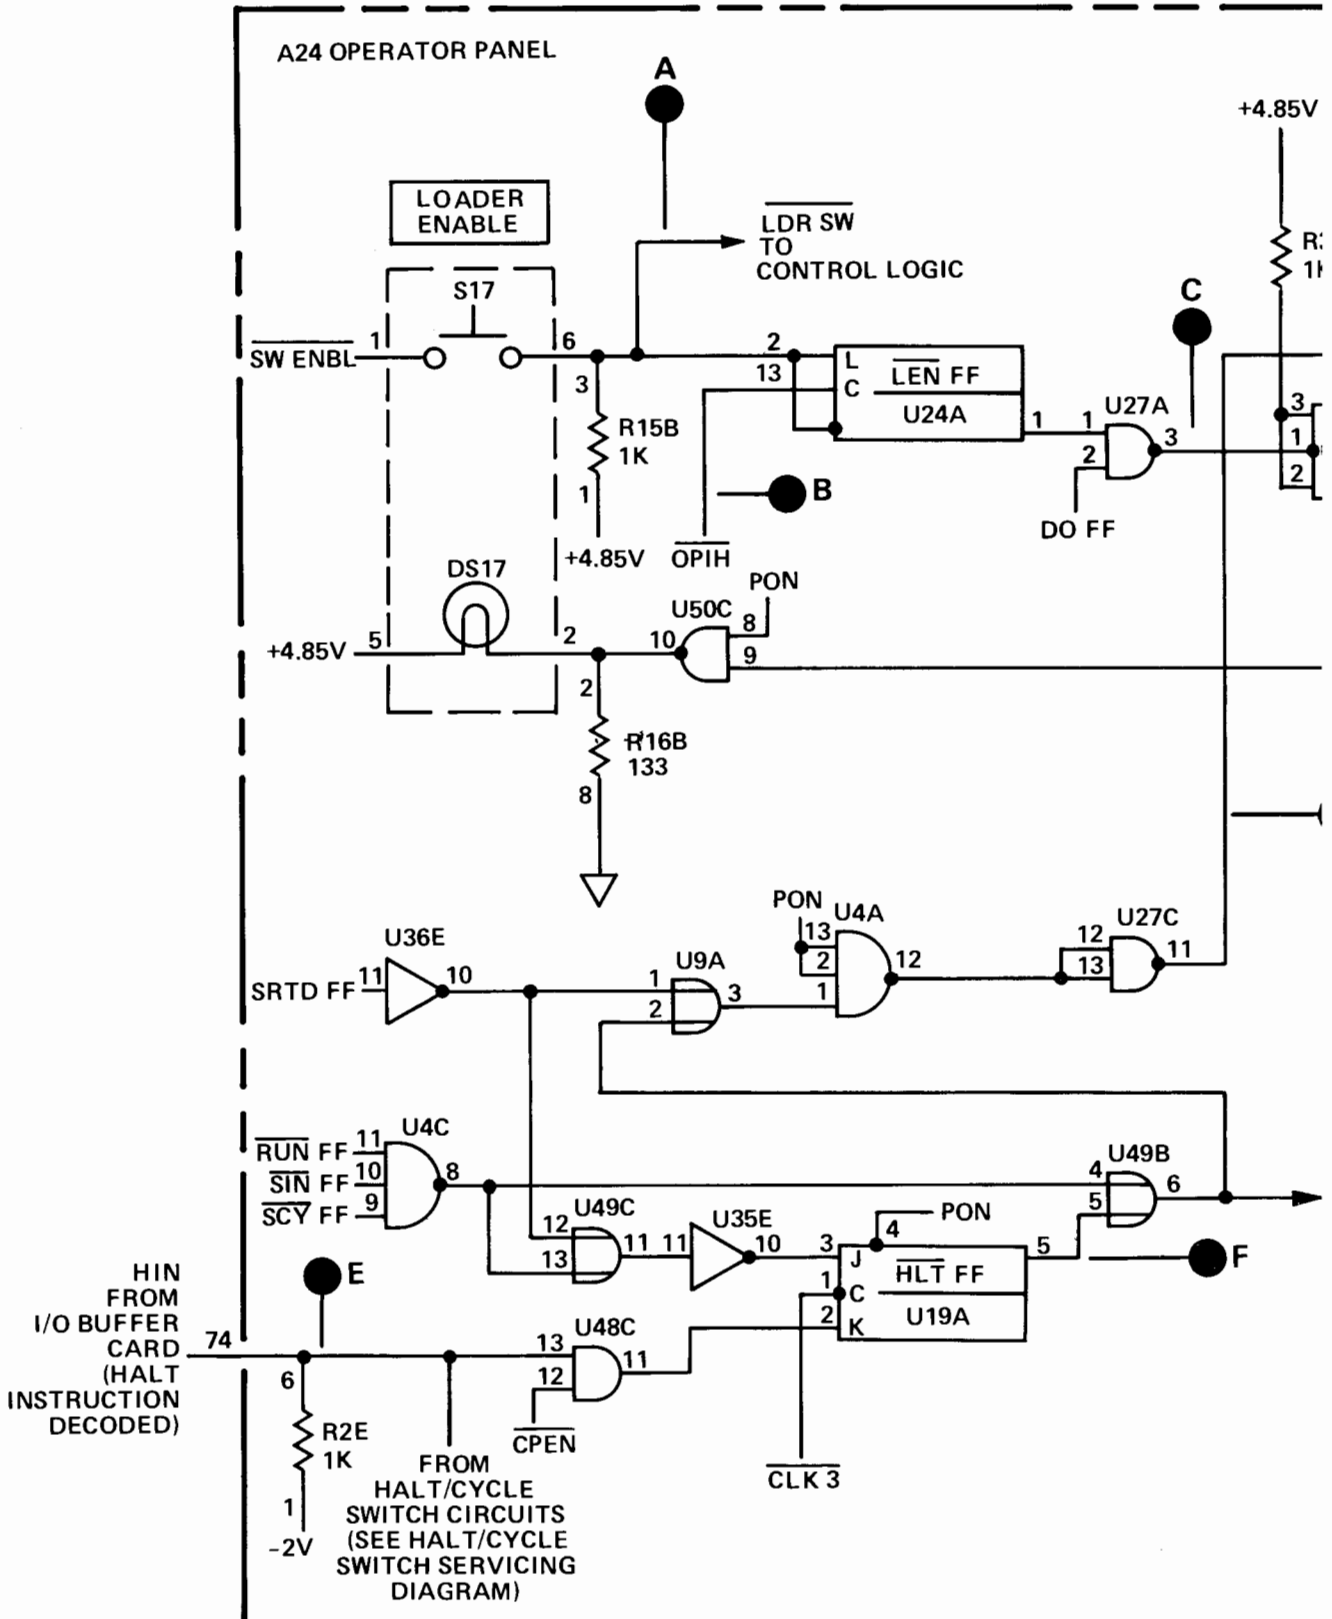 A24 OPERATOR PANEL
A
+4.85V
LOADER
ENABLE
LDR SW
TO
CONTROL LOGIC
S17
R
1K
C
SW ENBL
1
6
3
2
13
L
C
LEN FF
U24A
1
1
2
U27A
3
3
1
2
R15B
1K
1
B
DO FF
+4.85V
OPIH
DS17
PON
U50C
8
9
10
+4.85V
5
2
2
R16B
133
8
PON
U4A
13
2
1
12
U27C
12
13
11
U36E
SRTD FF
11
10
U9A
1
2
3
U4C
RUN FF
11
SIN FF
10
SCY FF
9
8
U49B
4
5
6
U49C
12
13
11
11
U35E
10
PON
4
3
J
1
C
2
K
HLT FF
U19A
5
F
E
HIN
FROM
I/O BUFFER
CARD
(HALT
INSTRUCTION
DECODED)
74
U48C
13
12
11
6
R2E
1K
1
-2V
CPEN
CLK 3
FROM
HALT/CYCLE
SWITCH CIRCUITS
(SEE HALT/CYCLE
SWITCH SERVICING
DIAGRAM)